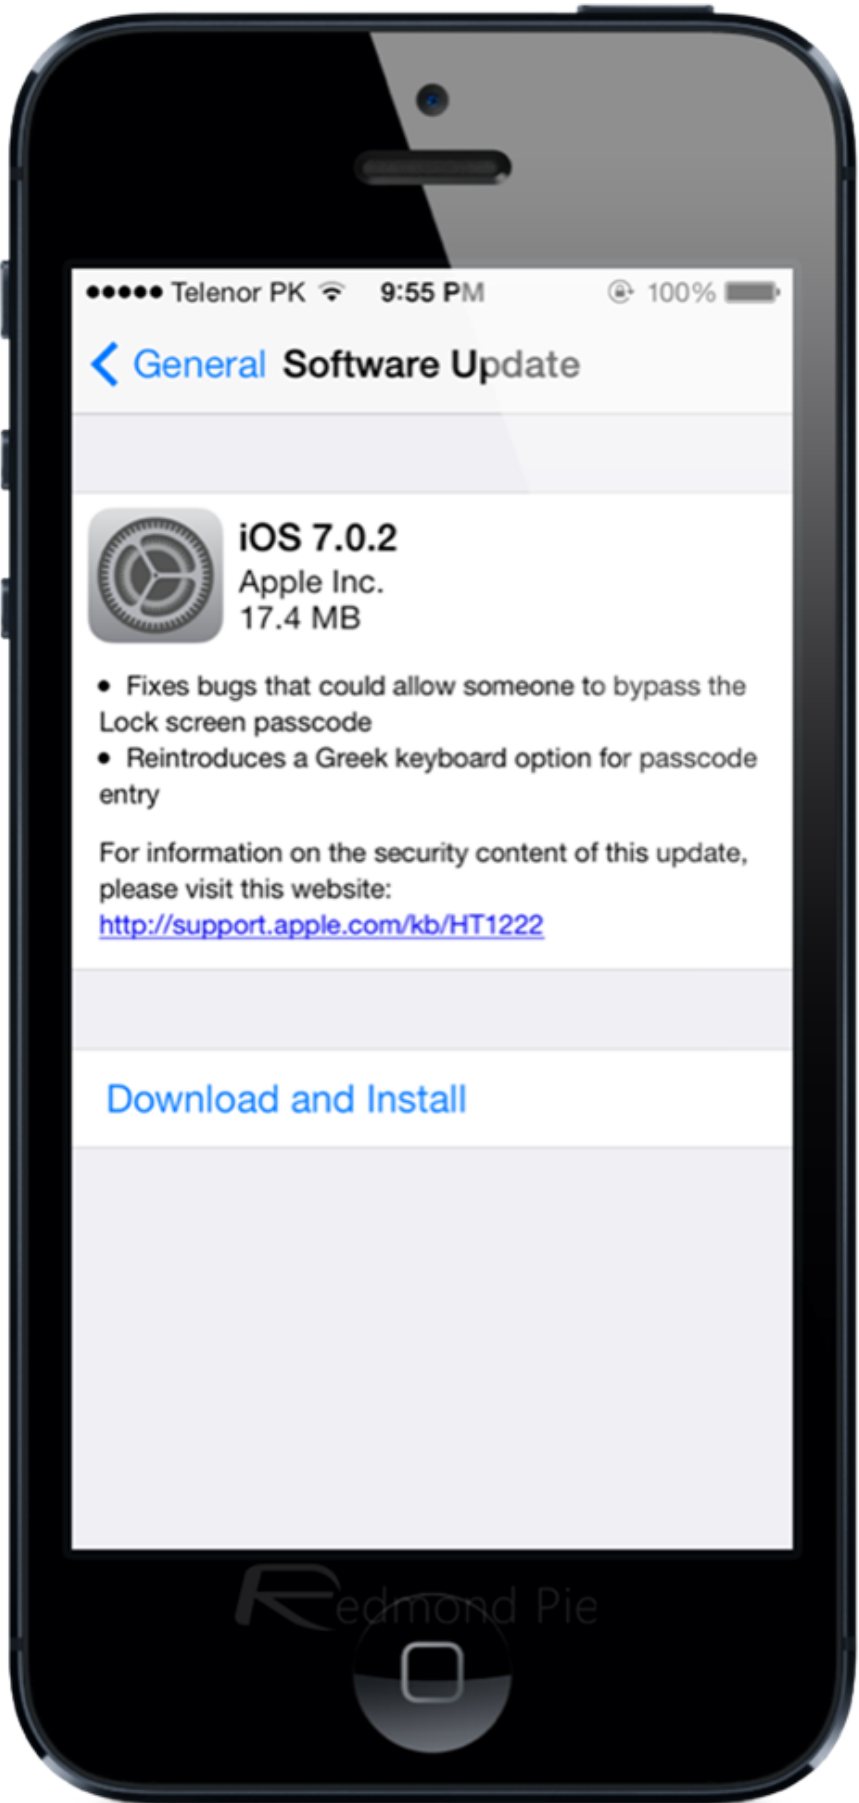 ●●●●● Telenor PK 9:55 PM 100%
General Software Update
iOS 7.0.2
Apple Inc.
17.4 MB
• Fixes bugs that could allow someone to bypass the
Lock screen passcode
• Reintroduces a Greek keyboard option for passcode
entry
For information on the security content of this update,
please visit this website:
http://support.apple.com/kb/HT1222
Download and Install
Redmond Pie